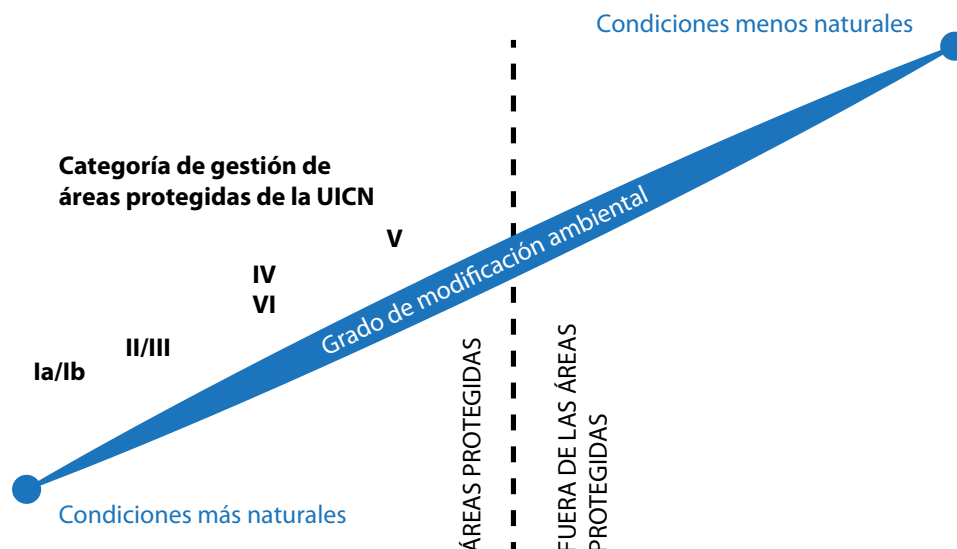 Condiciones menos naturales
Categoría de gestión de
áreas protegidas de la UICN
V
IV
VI
II/III
Ia/Ib
Grado de modificación ambiental
ÁREAS PROTEGIDAS
FUERA DE LAS ÁREAS
PROTEGIDAS
Condiciones más naturales